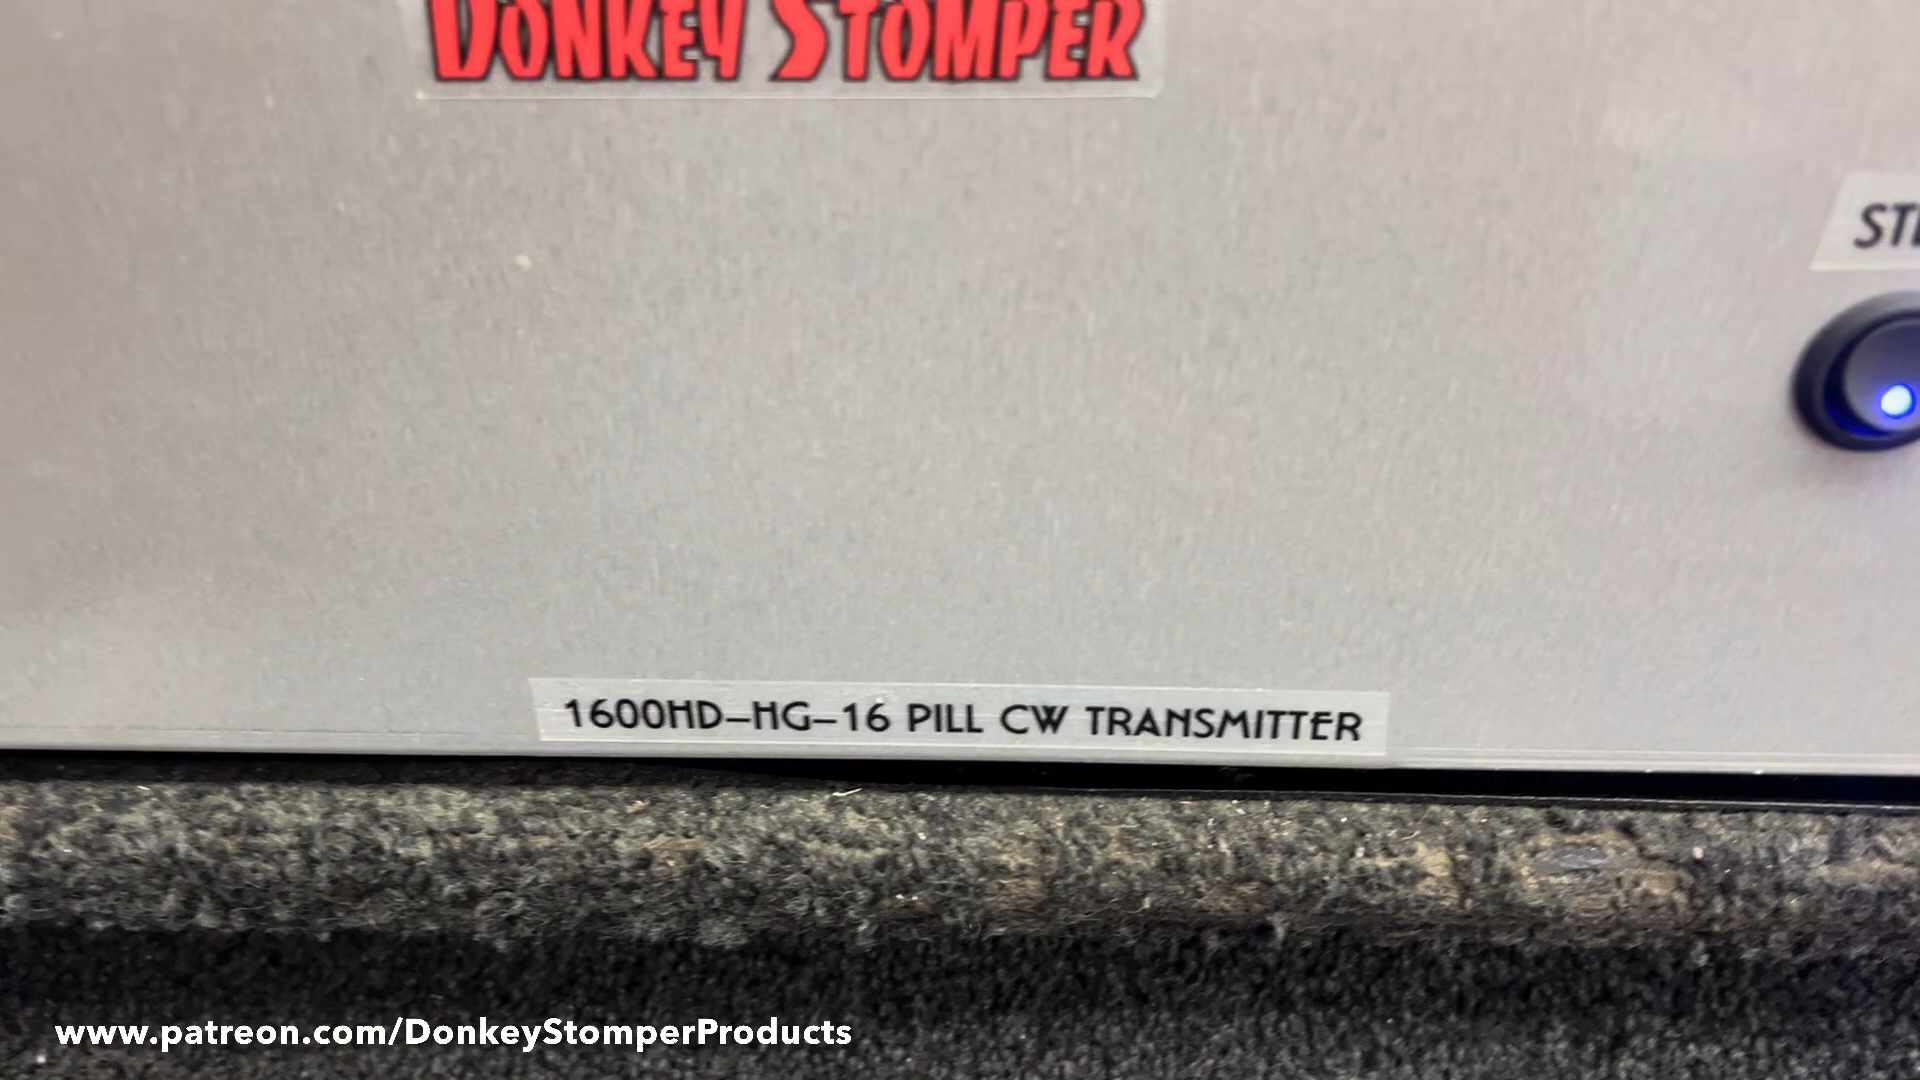 DONKEY STOMPER
1600HD-HG-16 PILL CW TRANSMITTER
www.patreon.com/DonkeyStomperProducts